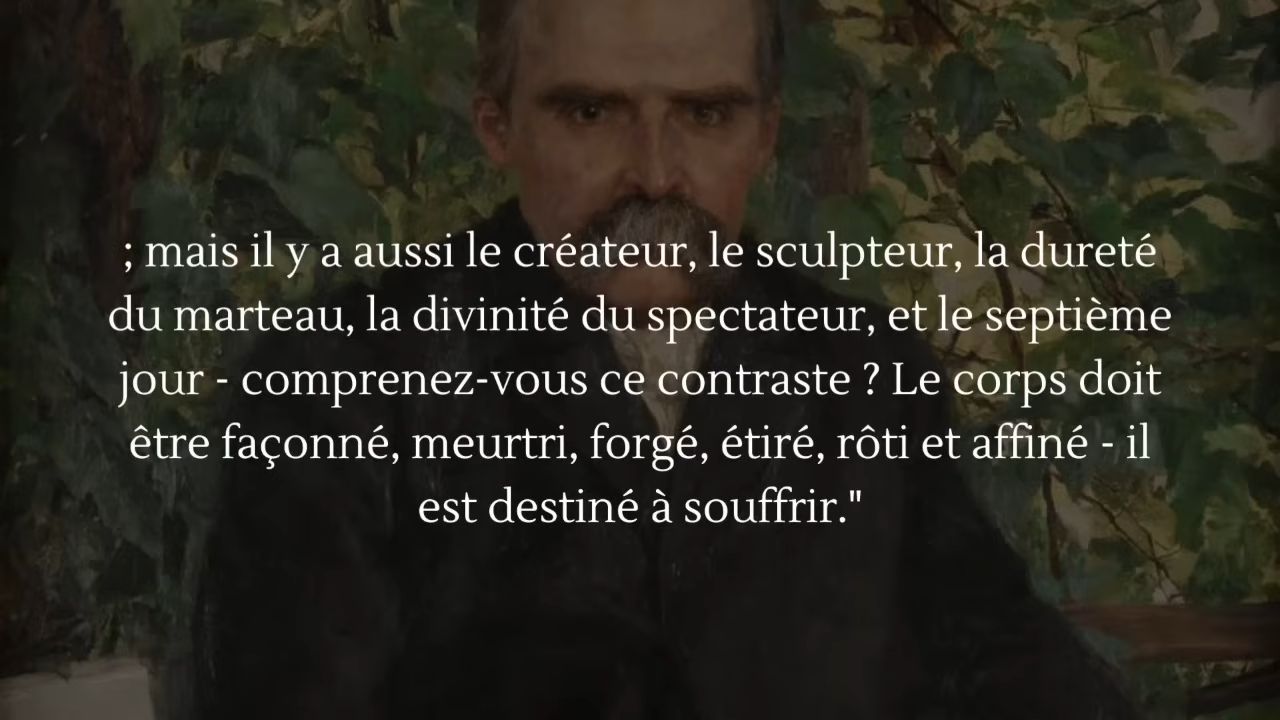 ; mais il y a aussi le créateur, le sculpteur, la dureté
du marteau, la divinité du spectateur, et le septième
jour - comprenez-vous ce contraste ? Le corps doit
être façonné, meurtri, forgé, étiré, rôti et affiné - il
est destiné à souffrir."